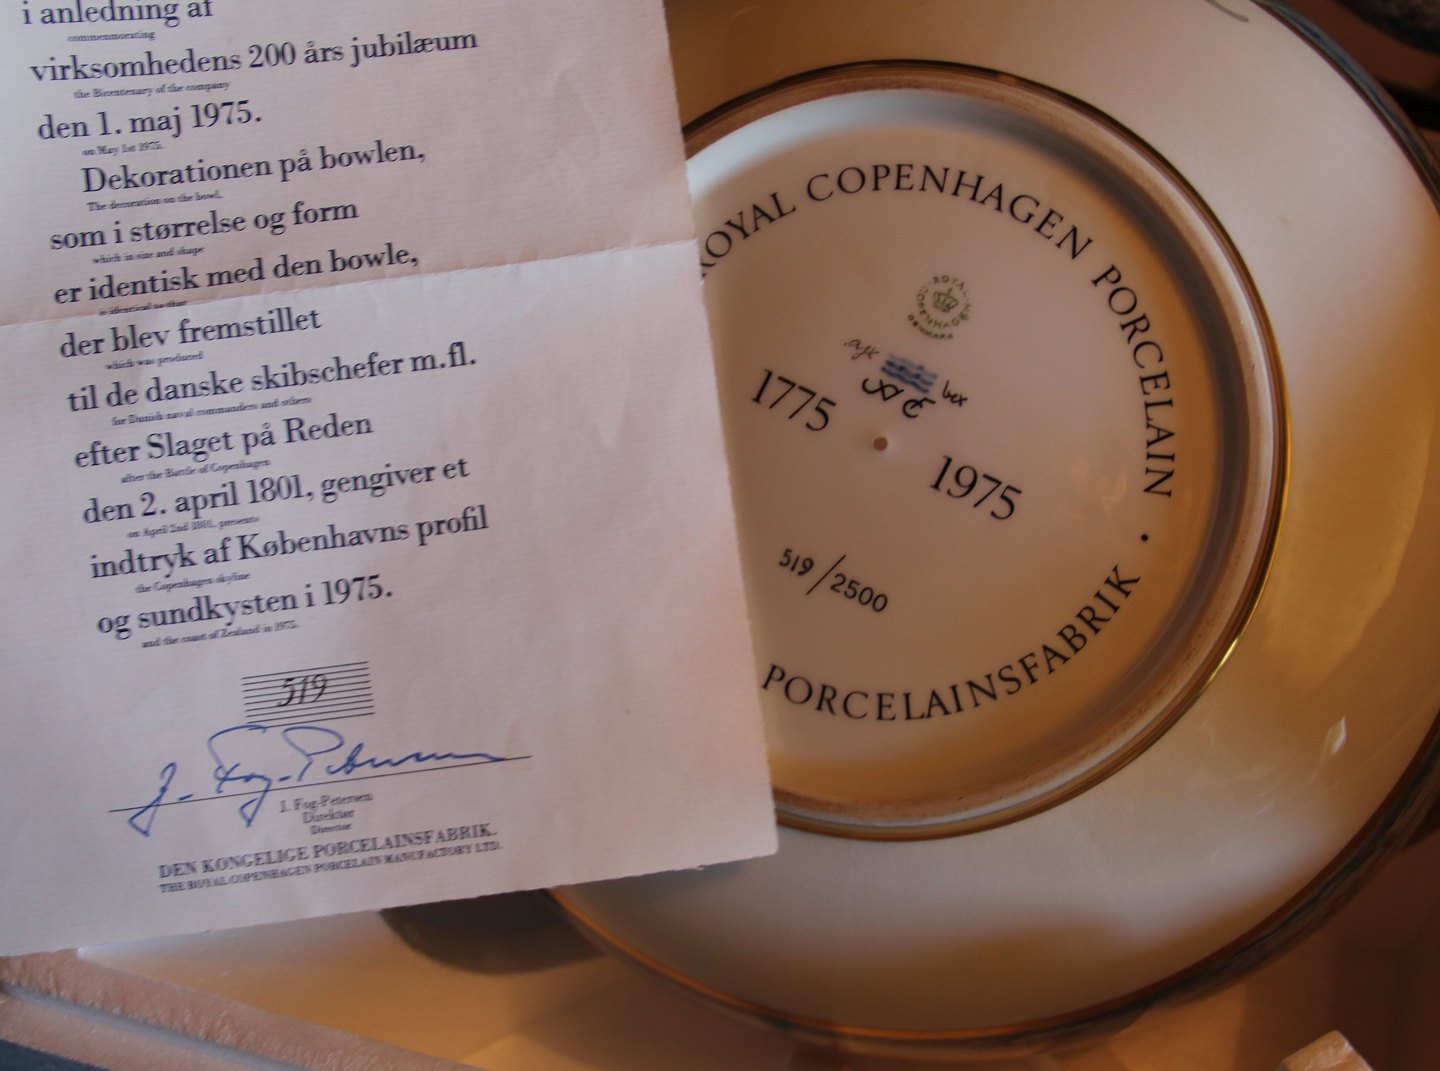 i anledning af
commemorating
virksomhedens 200 års jubilæum
the Bicentenary of the company
den 1. maj 1975.
on May 1st 1975.
Dekorationen på bowlen,
The decoration on the bowl,
som i størrelse og form
which in size and shape
er identisk med den bowle,
is identical to that
der blev fremstillet
which was produced
til de danske skibschefer m.fl.
for Danish naval commanders and others
efter Slaget på Reden
after the Battle of Copenhagen
den 2. april 1801, gengiver et
on April 2nd 1801, presents
indtryk af Københavns profil
the Copenhagen skyline
og sundkysten i 1975.
and the coast of Zealand in 1975.
519
J. Fog-Petersen
J. Fog-Petersen
Direktør
Director
DEN KONGELIGE PORCELAINSFABRIK.
THE ROYAL COPENHAGEN PORCELAIN MANUFACTORY LTD.
ROYAL COPENHAGEN PORCELAIN
ROYAL
COPENHAGEN
DENMARK
1775
1975
519/2500
• PORCELAINSFABRIK